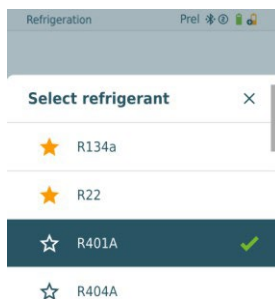 Refrigeration Prel
Select refrigerant
R134a
R22
R401A
R404A